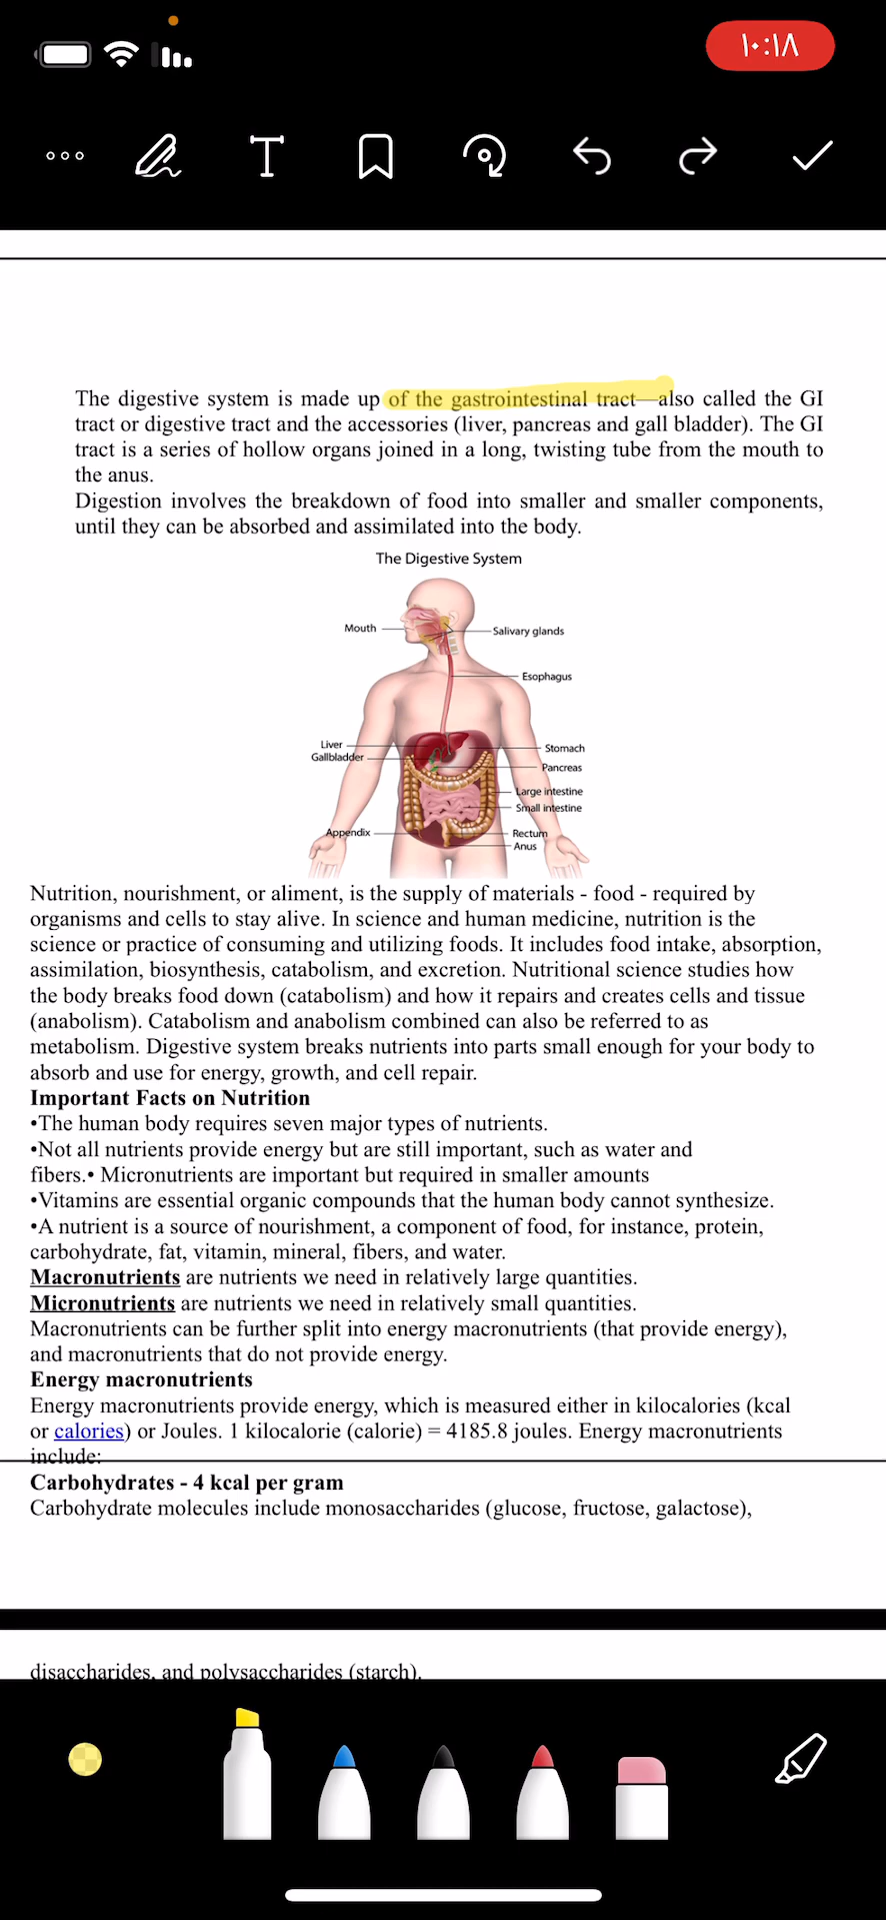 ١٠:١٨
The digestive system is made up of the gastrointestinal tract—also called the GI
tract or digestive tract and the accessories (liver, pancreas and gall bladder). The GI
tract is a series of hollow organs joined in a long, twisting tube from the mouth to
the anus.
Digestion involves the breakdown of food into smaller and smaller components,
until they can be absorbed and assimilated into the body.
The Digestive System
Mouth
Salivary glands
Esophagus
Liver
Gallbladder
Stomach
Pancreas
Large intestine
Small intestine
Appendix
Rectum
Anus
Nutrition, nourishment, or aliment, is the supply of materials - food - required by
organisms and cells to stay alive. In science and human medicine, nutrition is the
science or practice of consuming and utilizing foods. It includes food intake, absorption,
assimilation, biosynthesis, catabolism, and excretion. Nutritional science studies how
the body breaks food down (catabolism) and how it repairs and creates cells and tissue
(anabolism). Catabolism and anabolism combined can also be referred to as
metabolism. Digestive system breaks nutrients into parts small enough for your body to
absorb and use for energy, growth, and cell repair.
Important Facts on Nutrition
•The human body requires seven major types of nutrients.
•Not all nutrients provide energy but are still important, such as water and
fibers.• Micronutrients are important but required in smaller amounts
•Vitamins are essential organic compounds that the human body cannot synthesize.
•A nutrient is a source of nourishment, a component of food, for instance, protein,
carbohydrate, fat, vitamin, mineral, fibers, and water.
Macronutrients are nutrients we need in relatively large quantities.
Micronutrients are nutrients we need in relatively small quantities.
Macronutrients can be further split into energy macronutrients (that provide energy),
and macronutrients that do not provide energy.
Energy macronutrients
Energy macronutrients provide energy, which is measured either in kilocalories (kcal
or calories) or Joules. 1 kilocalorie (calorie) = 4185.8 joules. Energy macronutrients
include:
Carbohydrates - 4 kcal per gram
Carbohydrate molecules include monosaccharides (glucose, fructose, galactose),
disaccharides, and polysaccharides (starch).